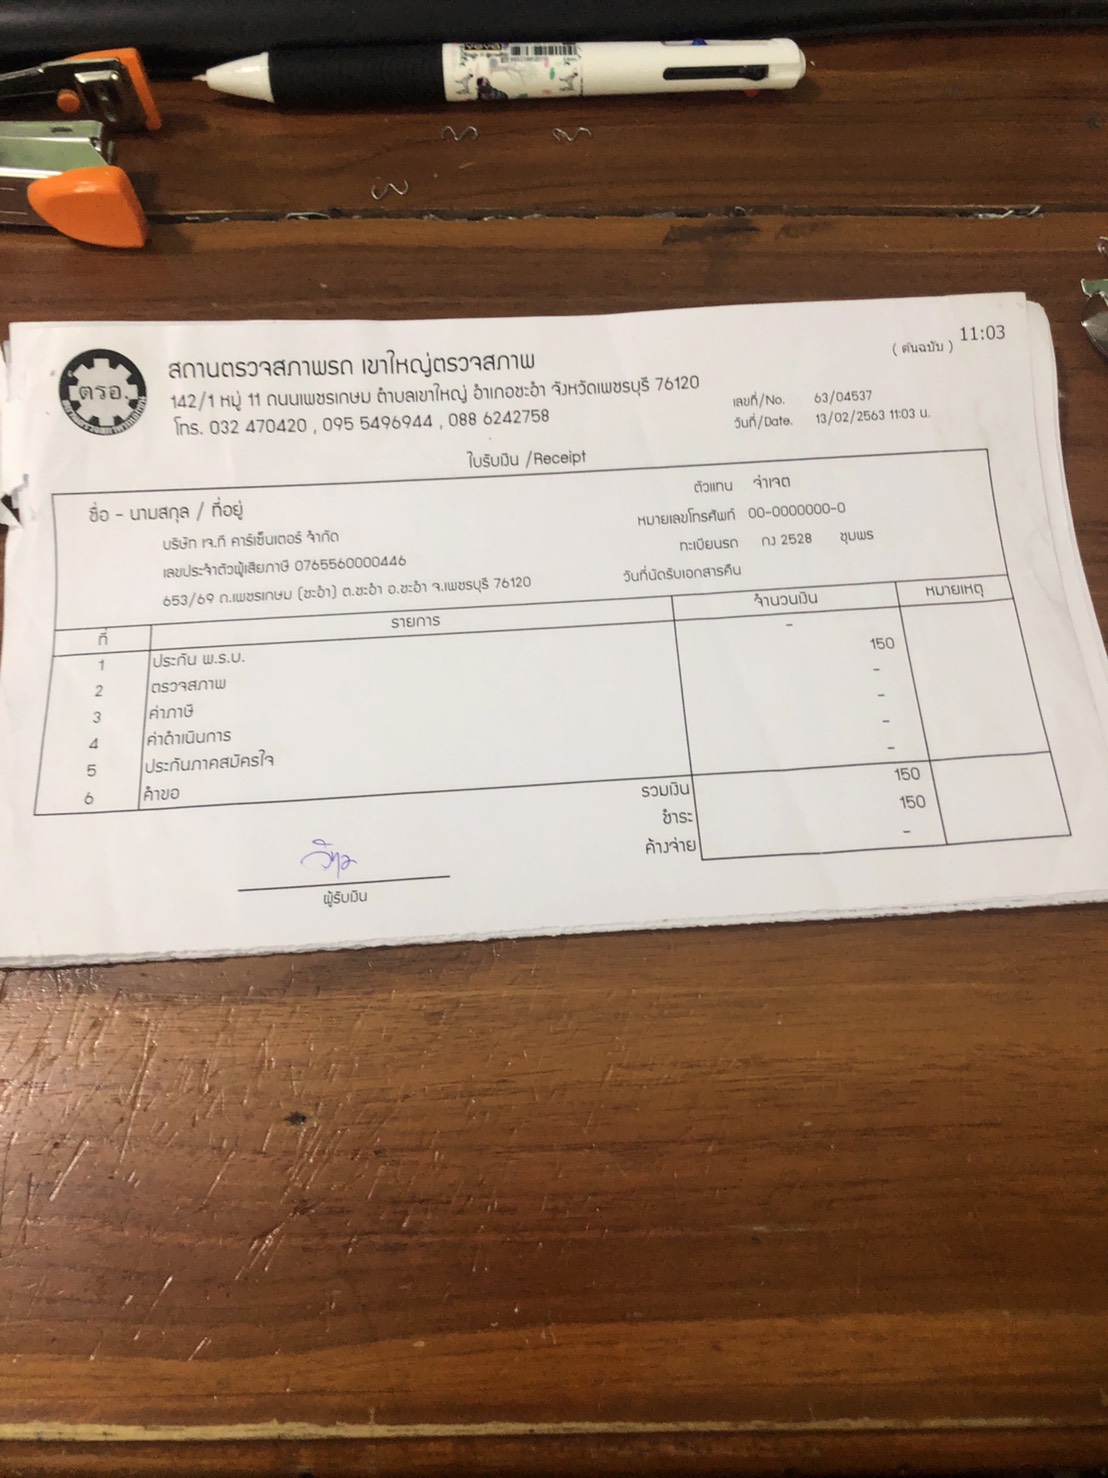 11:03
( ต้นฉบับ )
ตรอ.
สถานตรวจสภาพรถ เขาใหญ่ตรวจสภาพ
142/1 หมู่ 11 ถนนเพชรเกษม ตำบลเขาใหญ่ อำเภอชะอำ จังหวัดเพชรบุรี 76120
โทร. 032 470420 , 095 5496944 , 088 6242758
เลขที่/No. 63/04537
วันที่/Date. 13/02/2563 11:03 น.
ใบรับเงิน /Receipt
ชื่อ - นามสกุล / ที่อยู่
บริษัท เจ.ที คาร์เซ็นเตอร์ จำกัด
เลขประจำตัวผู้เสียภาษี 0765560000446
653/69 ถ.เพชรเกษม (ชะอำ) ต.ชะอำ อ.ชะอำ จ.เพชรบุรี 76120
ตัวแทน จ่าเจต
หมายเลขโทรศัพท์ 00-0000000-0
ทะเบียนรถ กง 2528 ชุมพร
วันที่นัดรับเอกสารคืน
ที่ รายการ จำนวนเงิน หมายเหตุ
1 ประกัน พ.ร.บ. -
2 ตรวจสภาพ 150
3 ค่าภาษี -
4 ค่าดำเนินการ -
5 ประกันภาคสมัครใจ -
6 คำขอ -
รวมเงิน 150
ชำระ 150
ค้างจ่าย -
ผู้รับเงิน